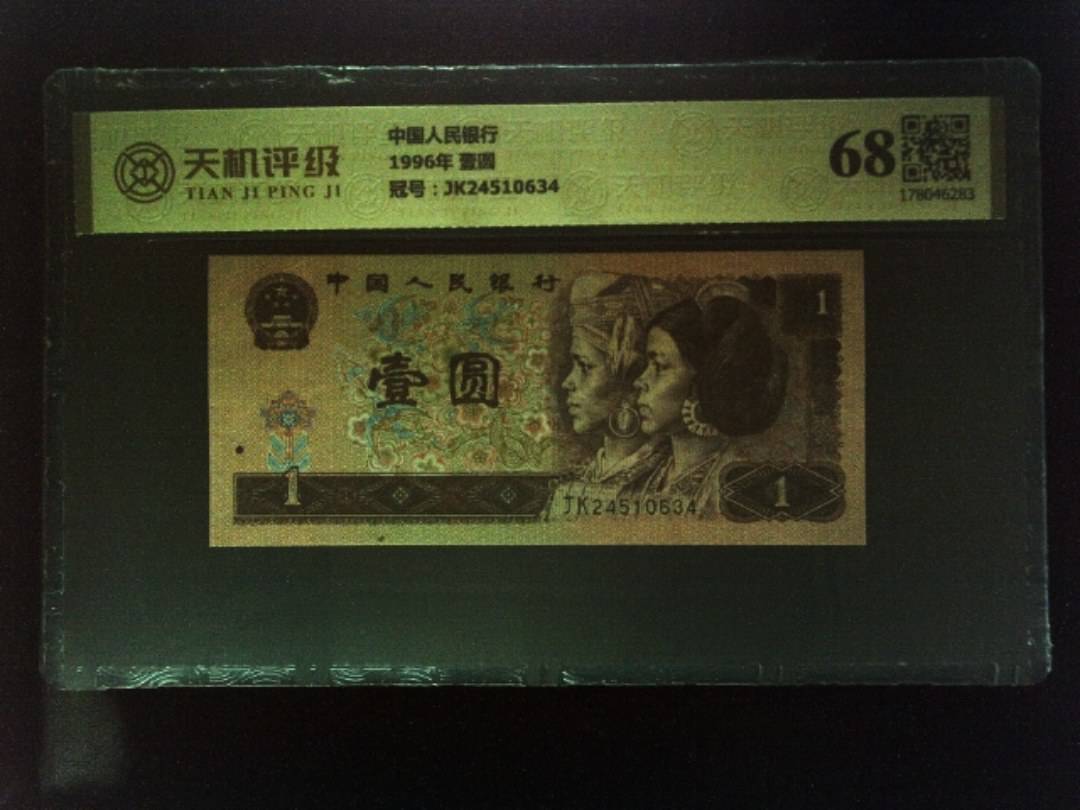 天机评级
TIAN JI PING JI
中国人民银行
1996年 壹圆
冠号：JK24510634
68
178046283
中国人民银行
1
壹圆
1
JK24510634
1